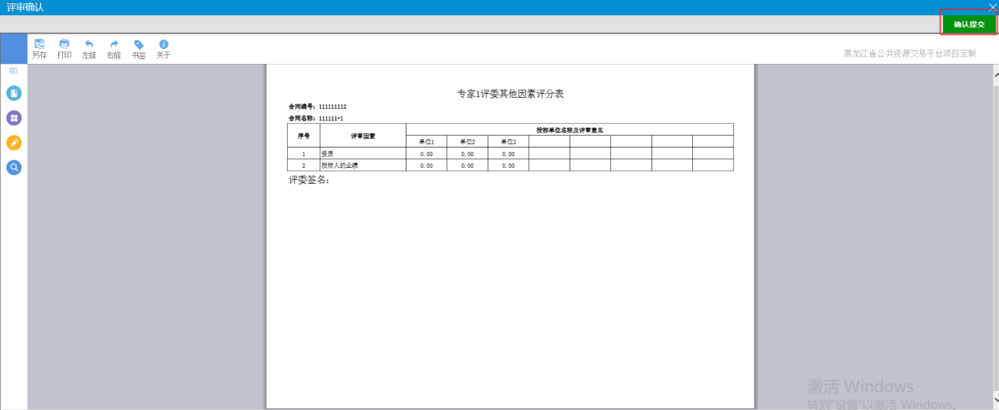 评审确认
确认提交
另存 打印 左旋 右旋 书签 关于
黑龙江省公共资源交易平台项目定制
专家1评委其他因素评分表
合同编号：111111112
合同名称：111111-1
序号 评审因素 投标单位名称及评审意见
单位1 单位2 单位3
1 资质 0.00 0.00 0.00
2 投标人的业绩 0.00 0.00 0.00
评委签名：
激活 Windows
转到"设置"以激活 Windows。